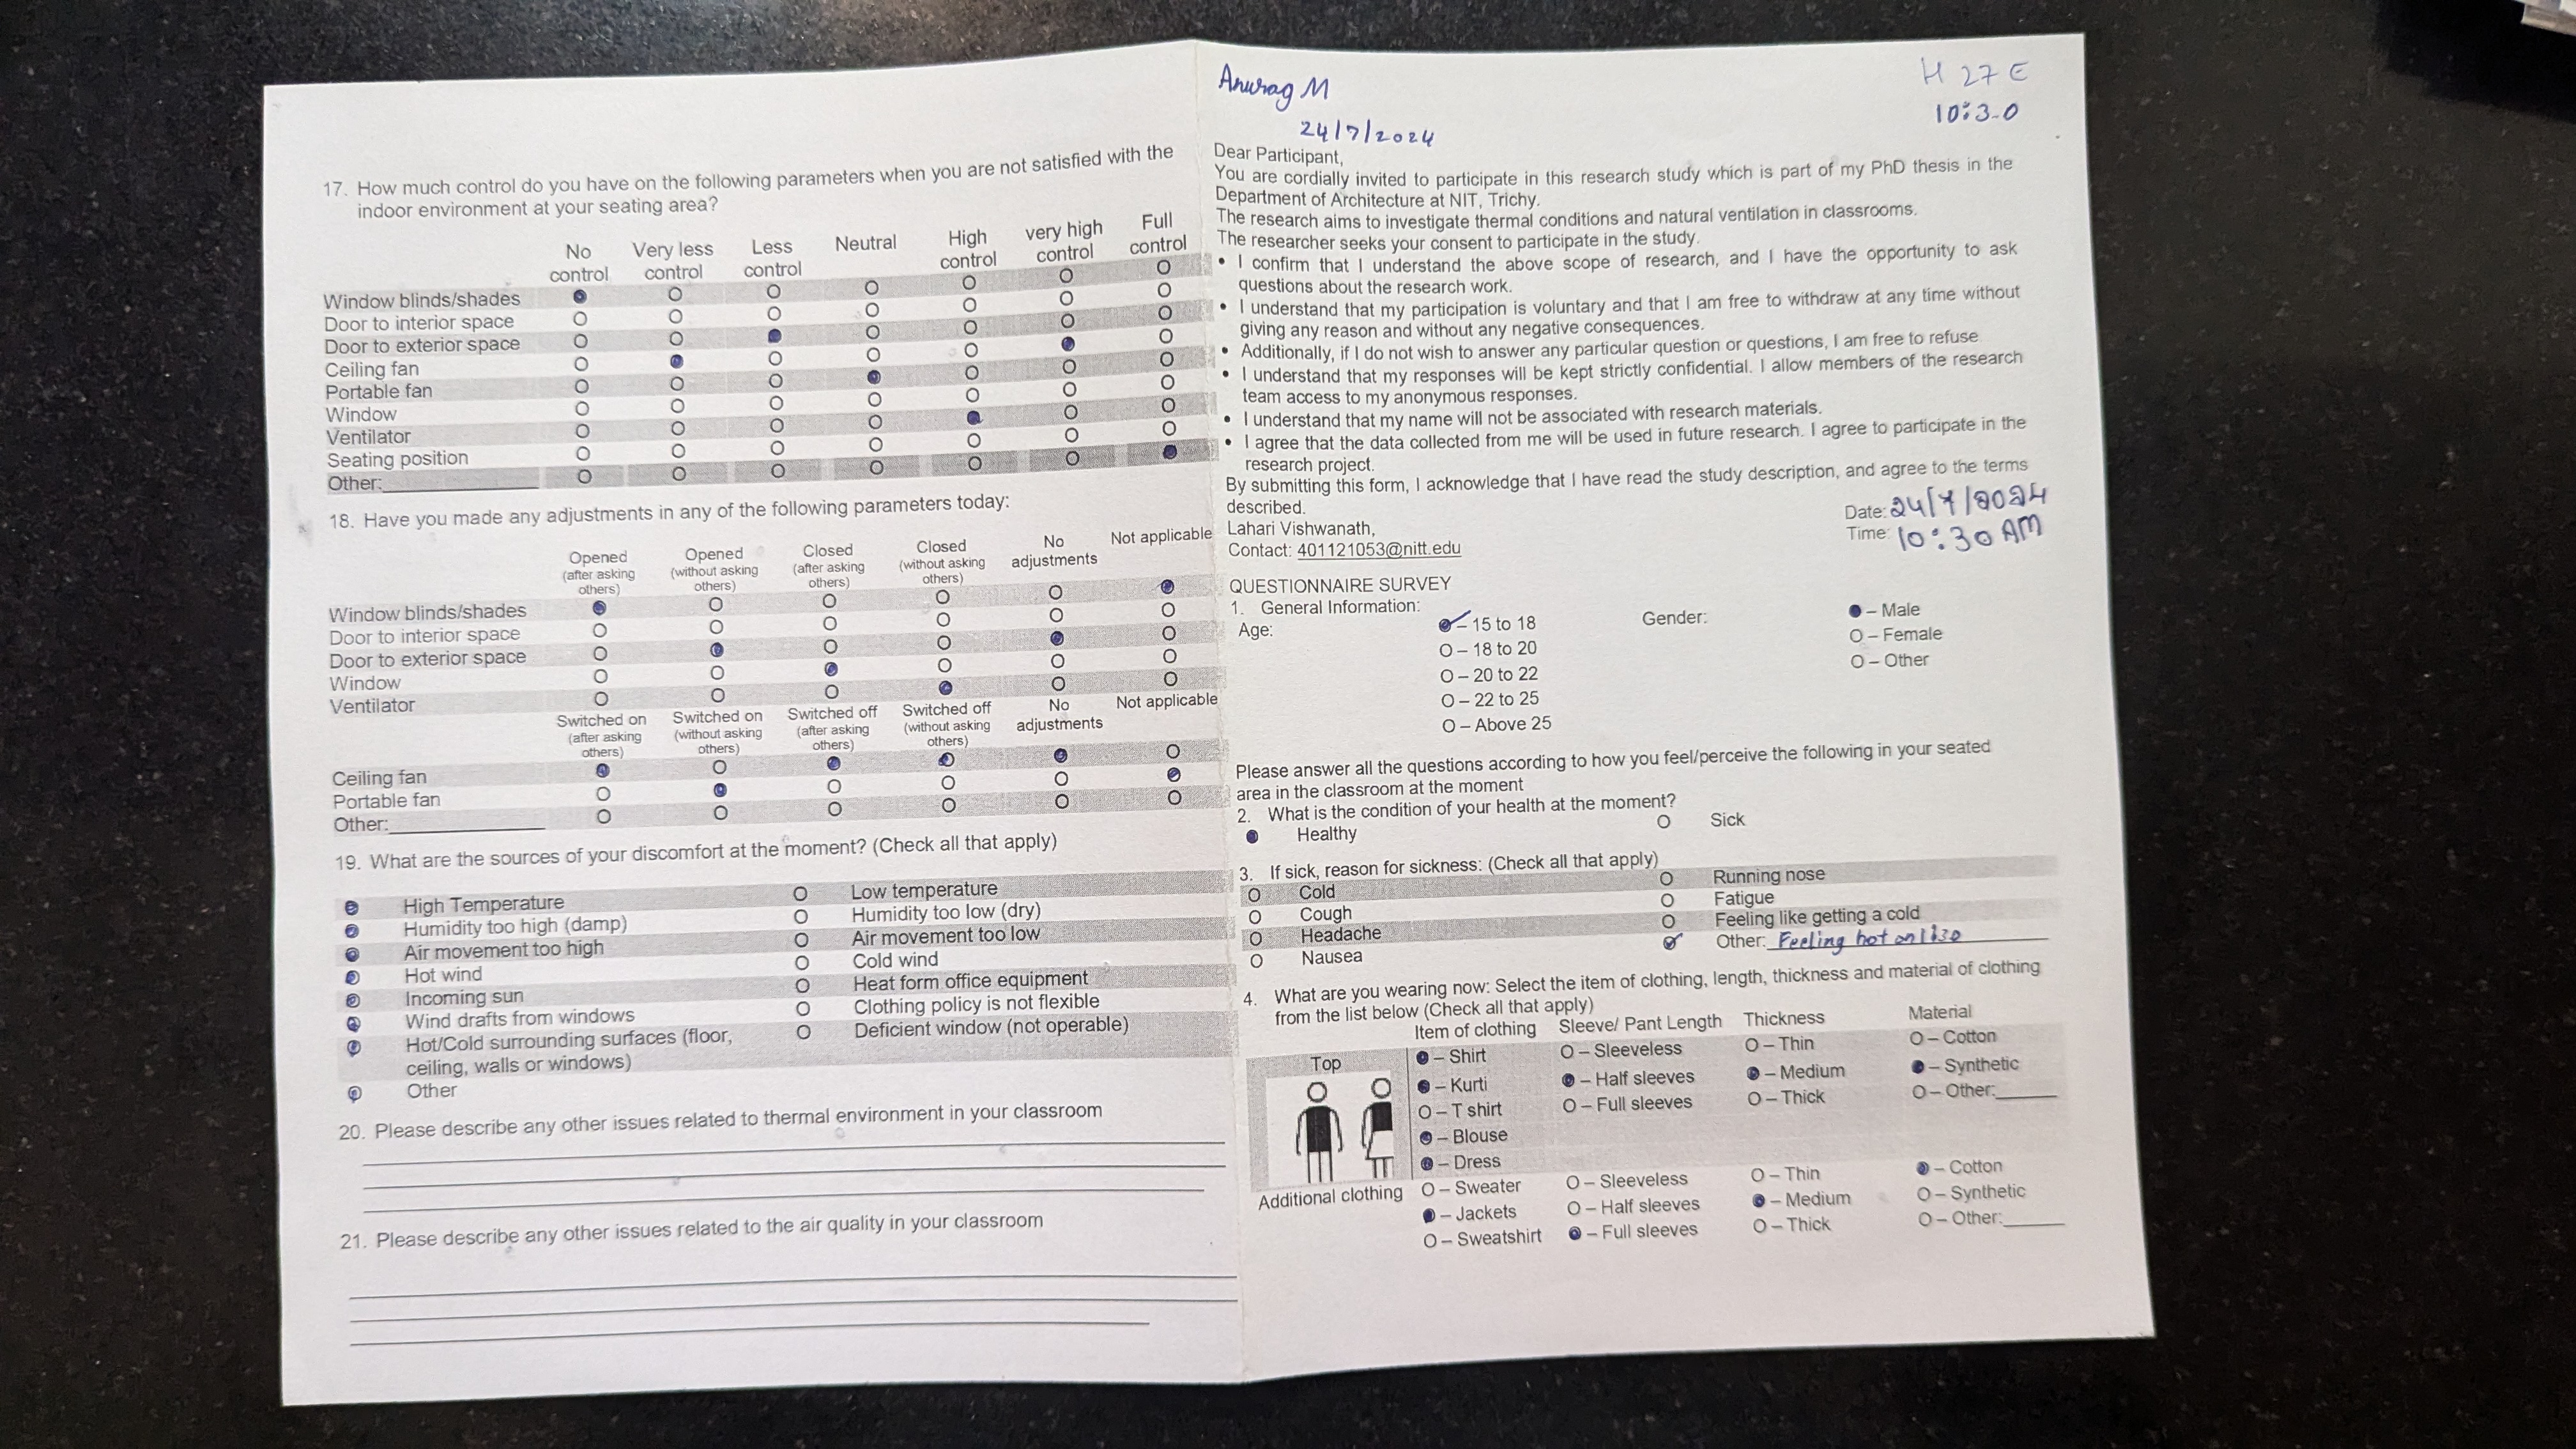 17. How much control do you have on the following parameters when you are not satisfied with the
indoor environment at your seating area?
No control Very less control Less control Neutral High control very high control Full control
Window blinds/shades
Door to interior space
Door to exterior space
Ceiling fan
Portable fan
Window
Ventilator
Seating position
Other:
18. Have you made any adjustments in any of the following parameters today:
Opened (after asking others) Opened (without asking others) Closed (after asking others) Closed (without asking others) No adjustments Not applicable
Window blinds/shades
Door to interior space
Door to exterior space
Window
Ventilator
Switched on (after asking others) Switched on (without asking others) Switched off (after asking others) Switched off (without asking others) No adjustments Not applicable
Ceiling fan
Portable fan
Other:
19. What are the sources of your discomfort at the moment? (Check all that apply)
High Temperature Low temperature
Humidity too high (damp) Humidity too low (dry)
Air movement too high Air movement too low
Hot wind Cold wind
Incoming sun Heat form office equipment
Wind drafts from windows Clothing policy is not flexible
Hot/Cold surrounding surfaces (floor, Deficient window (not operable)
ceiling, walls or windows)
Other
20. Please describe any other issues related to thermal environment in your classroom
21. Please describe any other issues related to the air quality in your classroom
Anurag M
24/7/2024
H 27 E
10:30
Dear Participant,
You are cordially invited to participate in this research study which is part of my PhD thesis in the
Department of Architecture at NIT, Trichy.
The research aims to investigate thermal conditions and natural ventilation in classrooms.
The researcher seeks your consent to participate in the study.
• I confirm that I understand the above scope of research, and I have the opportunity to ask
questions about the research work.
• I understand that my participation is voluntary and that I am free to withdraw at any time without
giving any reason and without any negative consequences.
• Additionally, if I do not wish to answer any particular question or questions, I am free to refuse
• I understand that my responses will be kept strictly confidential. I allow members of the research
team access to my anonymous responses.
• I understand that my name will not be associated with research materials.
• I agree that the data collected from me will be used in future research. I agree to participate in the
research project.
By submitting this form, I acknowledge that I have read the study description, and agree to the terms
described.
Lahari Vishwanath,
Contact: 401121053@nitt.edu
Date: 24/7/2024
Time: 10:30 AM
QUESTIONNAIRE SURVEY
1. General Information:
Age: – 15 to 18 Gender: – Male
– 18 to 20 – Female
– 20 to 22 – Other
– 22 to 25
– Above 25
Please answer all the questions according to how you feel/perceive the following in your seated
area in the classroom at the moment
2. What is the condition of your health at the moment?
Healthy Sick
3. If sick, reason for sickness: (Check all that apply)
Cold Running nose
Cough Fatigue
Headache Feeling like getting a cold
Nausea Other: Feeling hot
4. What are you wearing now: Select the item of clothing, length, thickness and material of clothing
from the list below (Check all that apply)
Item of clothing Sleeve/ Pant Length Thickness Material
Top – Shirt – Sleeveless – Thin – Cotton
– Kurti – Half sleeves – Medium – Synthetic
– T shirt – Full sleeves – Thick – Other:
– Blouse
– Dress
Additional clothing – Sweater – Sleeveless – Thin – Cotton
– Jackets – Half sleeves – Medium – Synthetic
– Sweatshirt – Full sleeves – Thick – Other: